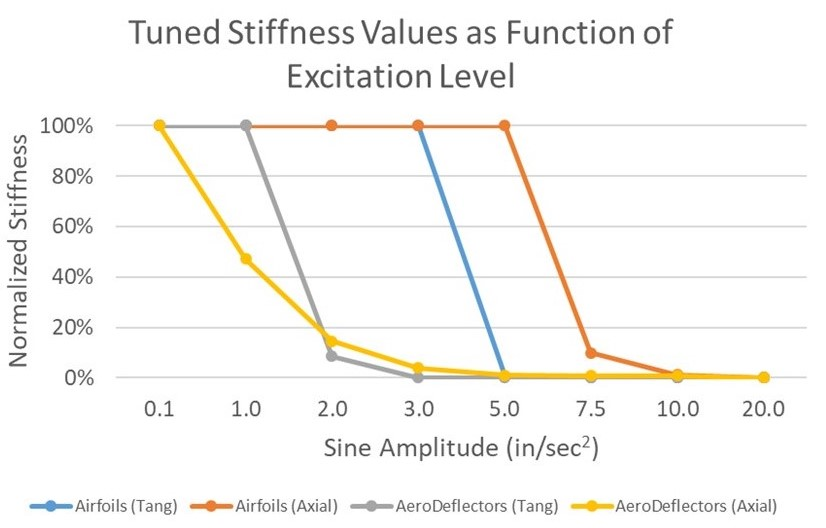 Tuned Stiffness Values as Function of
Excitation Level
Normalized Stiffness
100%
80%
60%
40%
20%
0%
0.1 1.0 2.0 3.0 5.0 7.5 10.0 20.0
Sine Amplitude (in/sec²)
Airfoils (Tang) Airfoils (Axial) AeroDeflectors (Tang) AeroDeflectors (Axial)